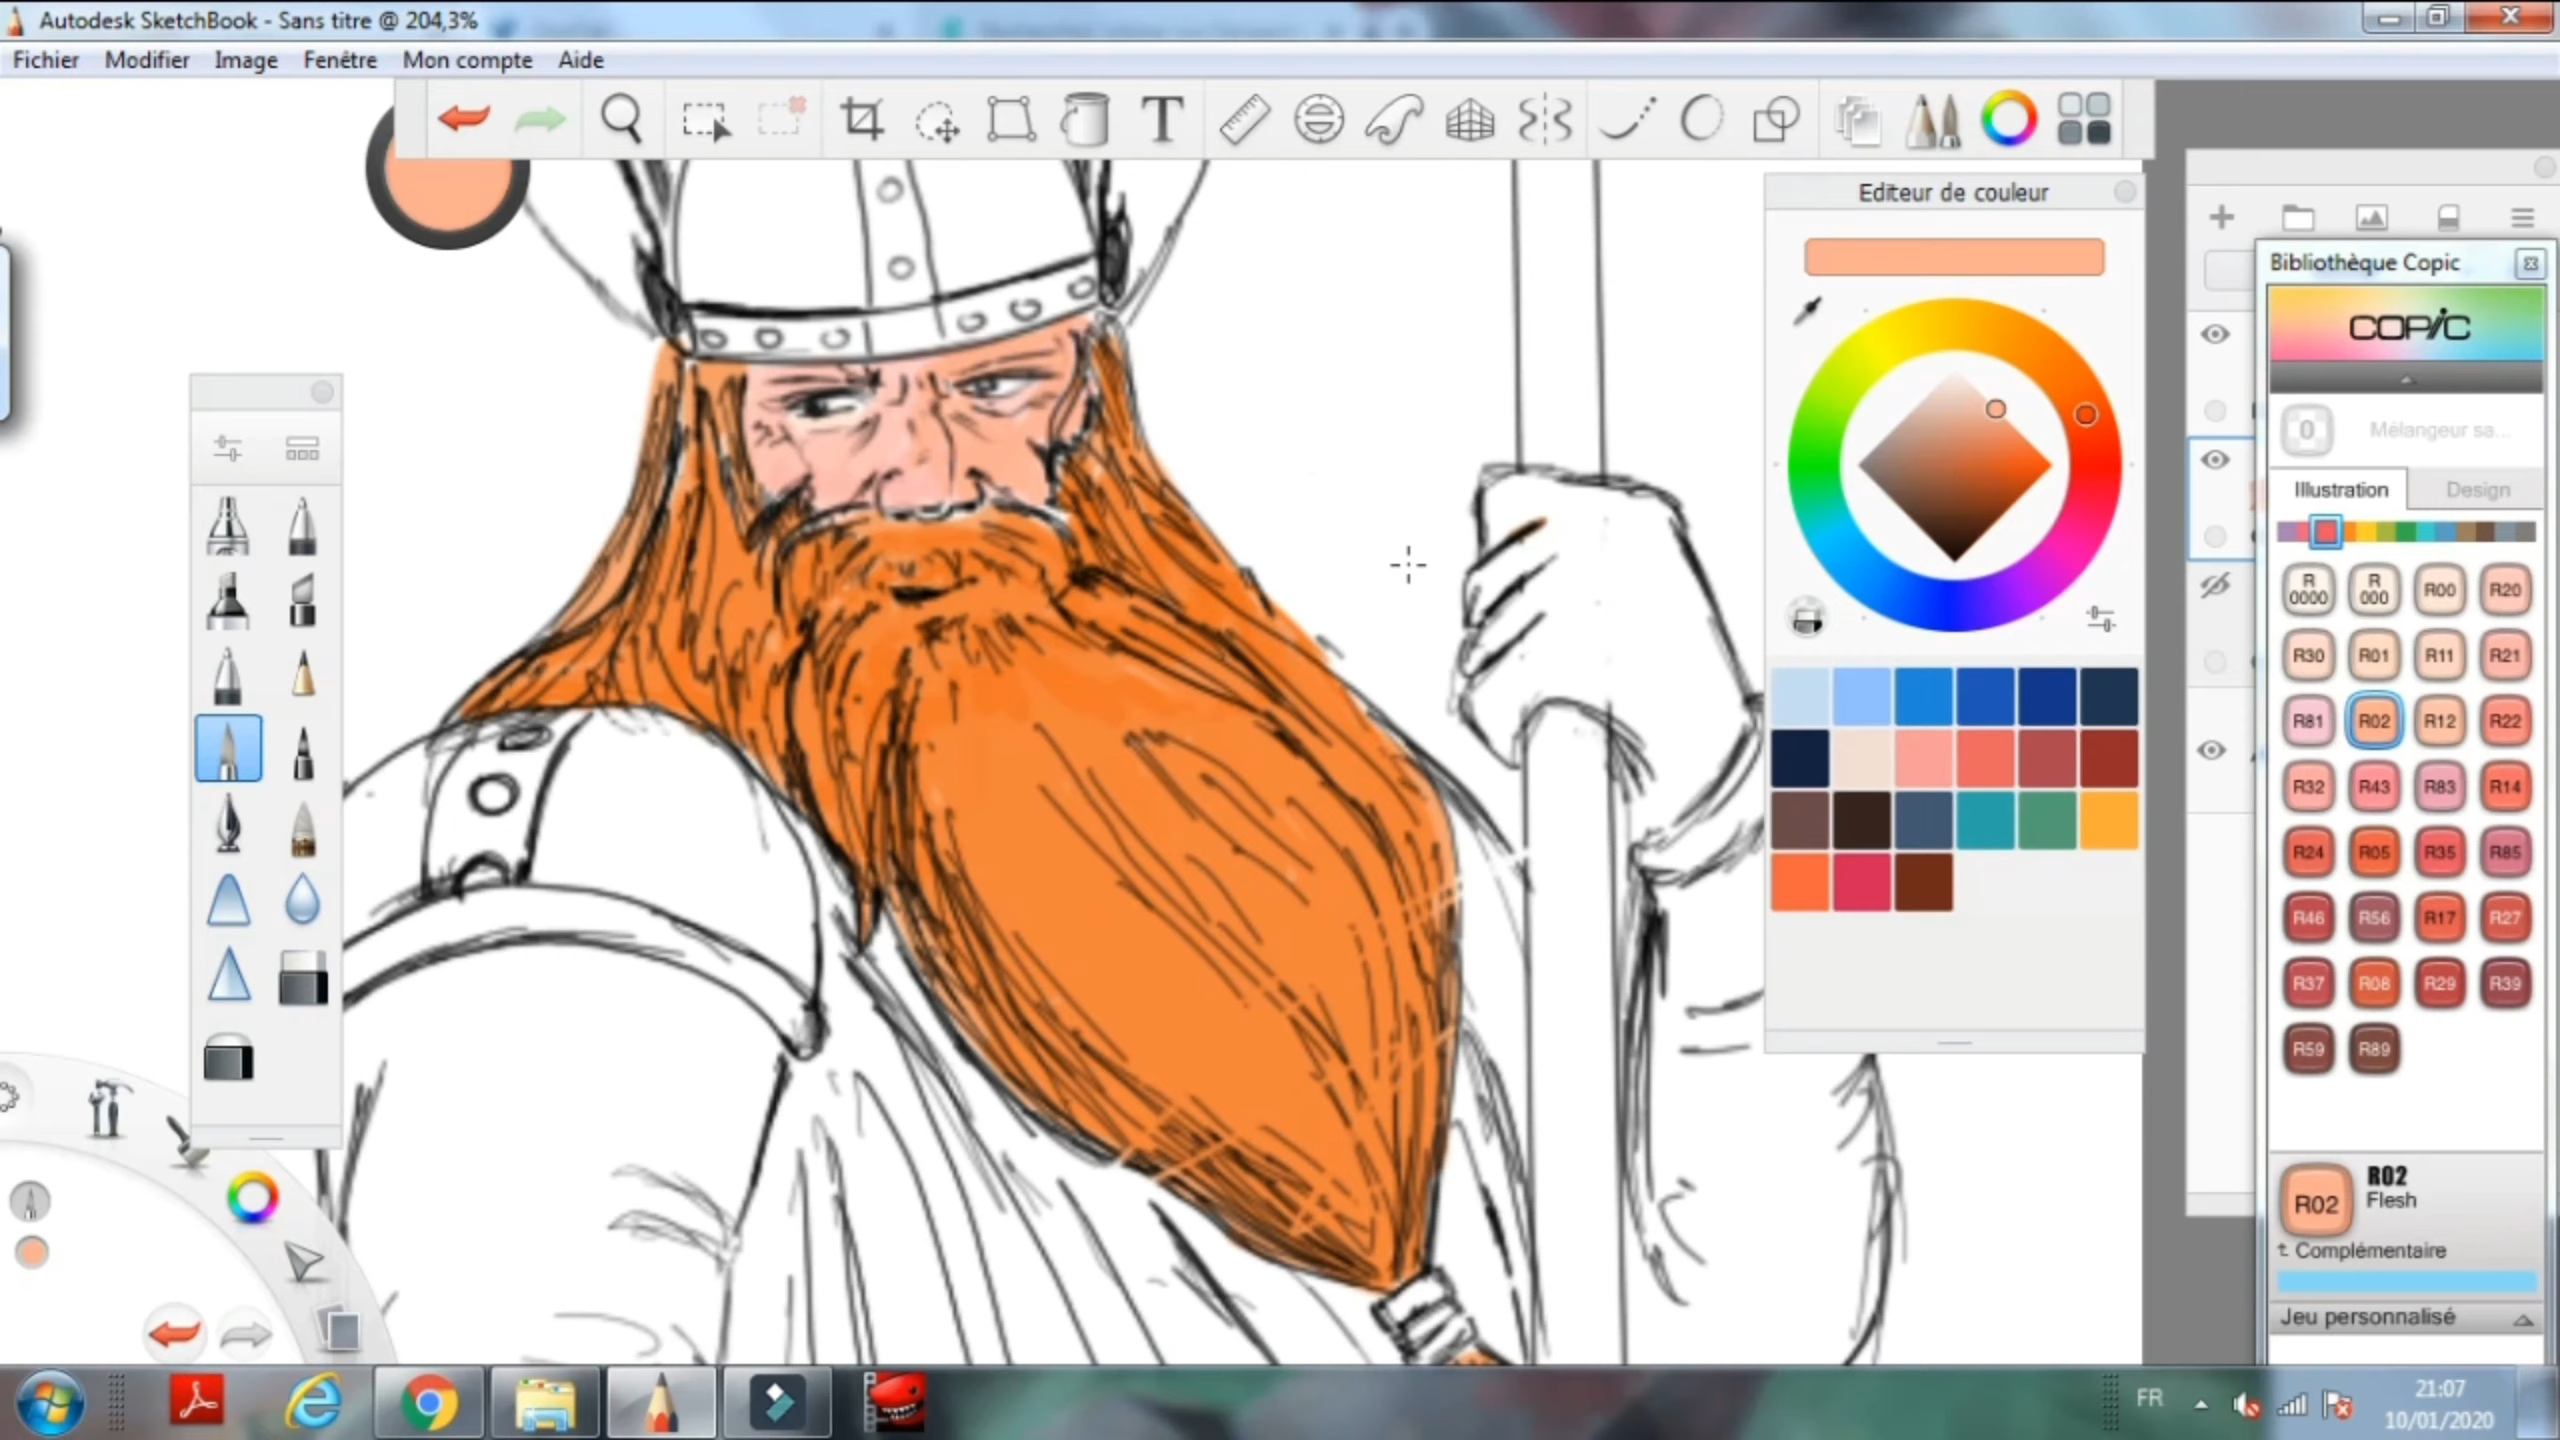 Autodesk SketchBook - Sans titre @ 204,3%
Fichier Modifier Image Fenêtre Mon compte Aide
T
Editeur de couleur
Bibliothèque Copic
COPIC
0 Mélangeur sa...
Illustration Design
R0000 R000 R00 R20
R30 R01 R11 R21
R81 R02 R12 R22
R32 R43 R83 R14
R24 R05 R35 R85
R46 R56 R17 R27
R37 R08 R29 R39
R59 R89
R02 R02
Flesh
Complémentaire
Jeu personnalisé
FR
21:07
10/01/2020